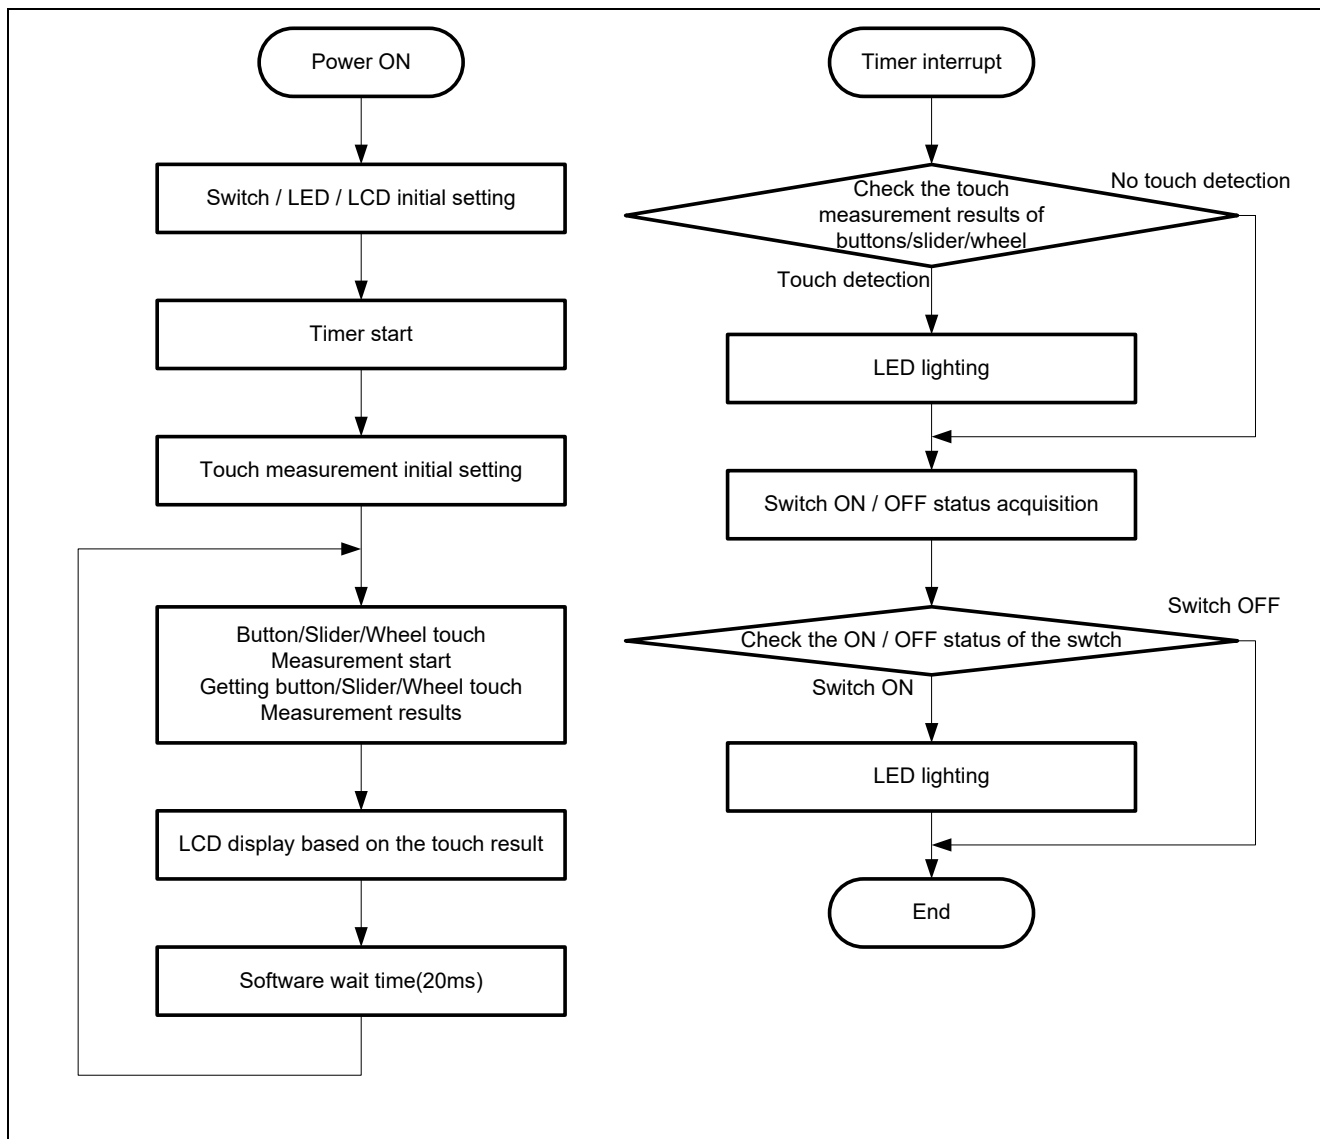 Power ON
Switch / LED / LCD initial setting
Timer start
Touch measurement initial setting
Button/Slider/Wheel touch
Measurement start
Getting button/Slider/Wheel touch
Measurement results
LCD display based on the touch result
Software wait time(20ms)
Timer interrupt
Check the touch
measurement results of
buttons/slider/wheel
No touch detection
Touch detection
LED lighting
Switch ON / OFF status acquisition
Check the ON / OFF status of the swtch
Switch OFF
Switch ON
LED lighting
End